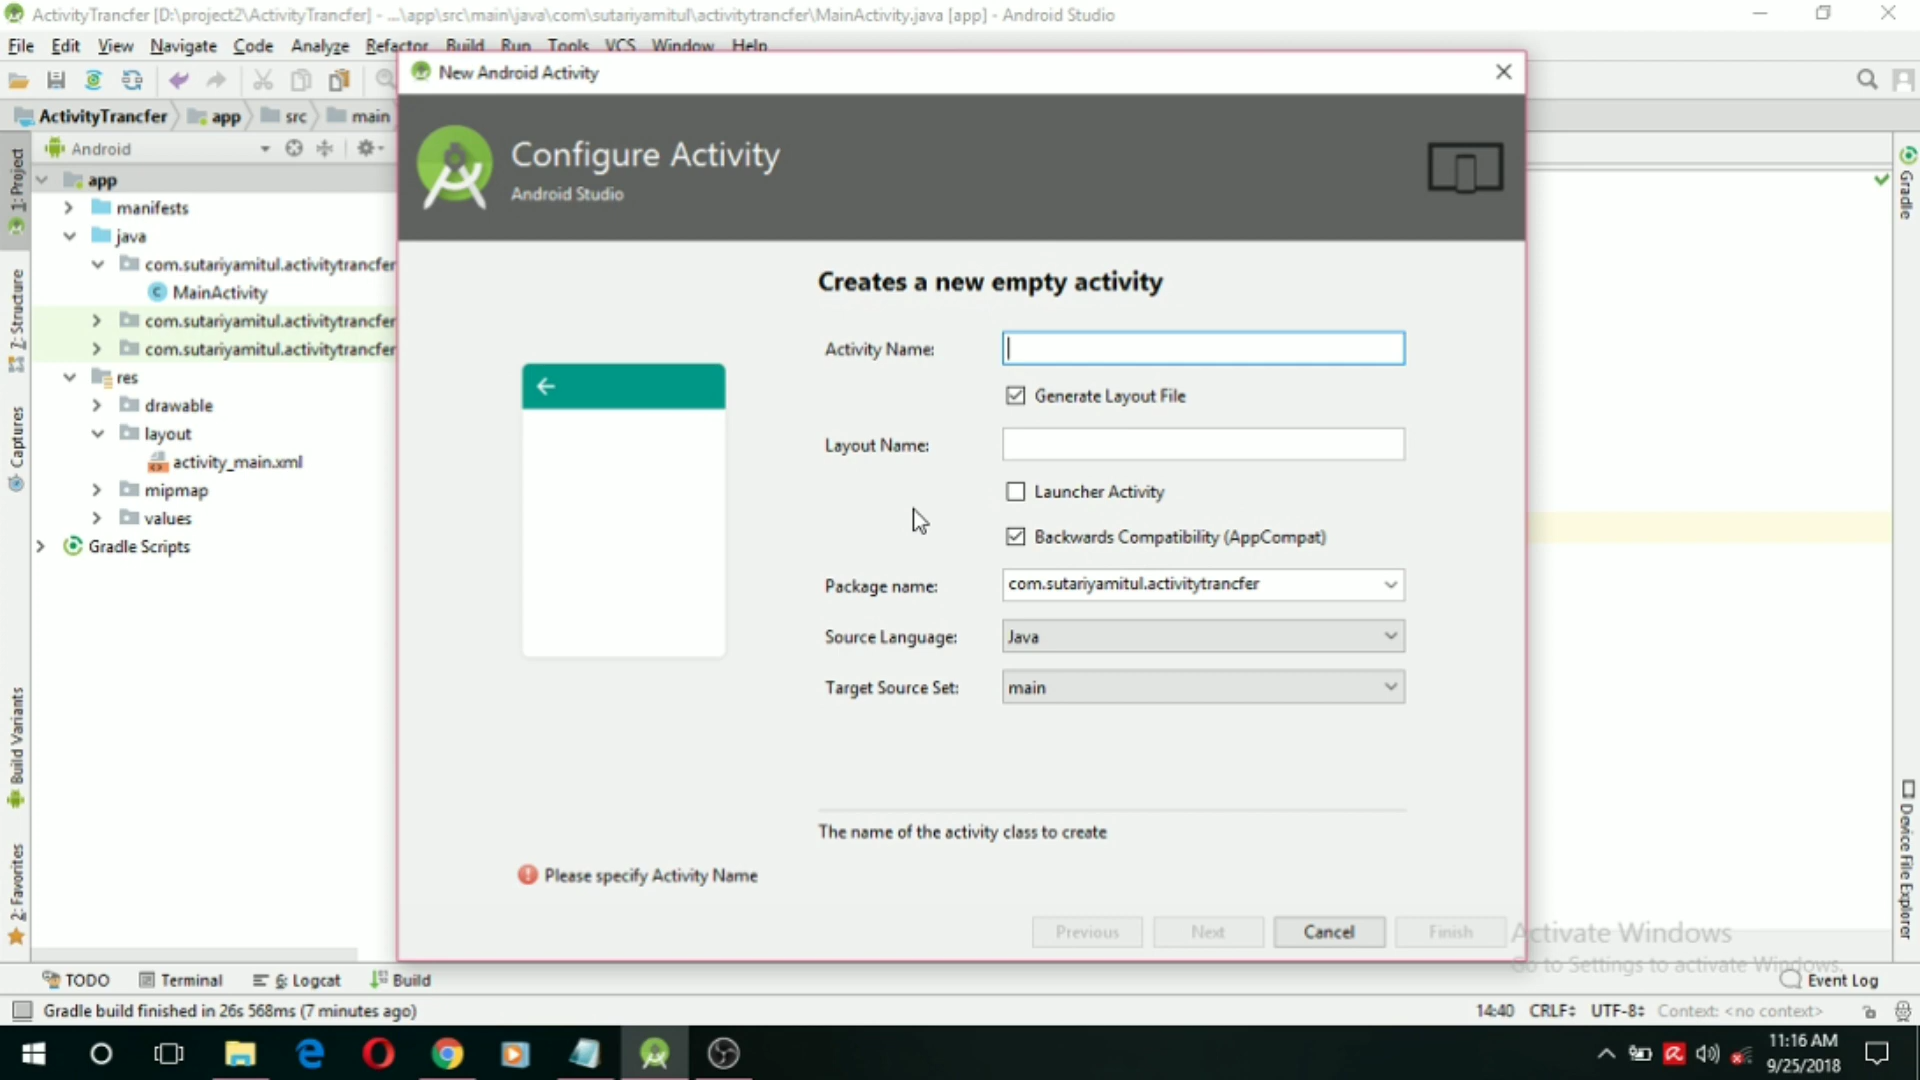 ActivityTrancfer [D:\project2\ActivityTrancfer] - ...\app\src\main\java\com\sutariyamitul\activitytrancfer\MainActivity.java [app] - Android Studio
File Edit View Navigate Code Analyze Refactor Build Run Tools VCS Window Help
New Android Activity
ActivityTrancfer app src main
Configure Activity
Android Studio
Android
app
manifests
java
com.sutariyamitul.activitytrancfer
MainActivity
com.sutariyamitul.activitytrancfer
com.sutariyamitul.activitytrancfer
res
drawable
layout
activity_main.xml
mipmap
values
Gradle Scripts
1: Project
7: Structure
Captures
Build Variants
2: Favorites
Creates a new empty activity
Activity Name:
Generate Layout File
Layout Name:
Launcher Activity
Backwards Compatibility (AppCompat)
Package name: com.sutariyamitul.activitytrancfer
Source Language: Java
Target Source Set: main
The name of the activity class to create
Please specify Activity Name
Previous Next Cancel Finish
Gradle
Device File Explorer
Activate Windows
Go to Settings to activate Windows.
TODO Terminal 6: Logcat Build Event Log
Gradle build finished in 26s 568ms (7 minutes ago) 14:40 CRLF UTF-8 Context: <no context>
11:16 AM
9/25/2018